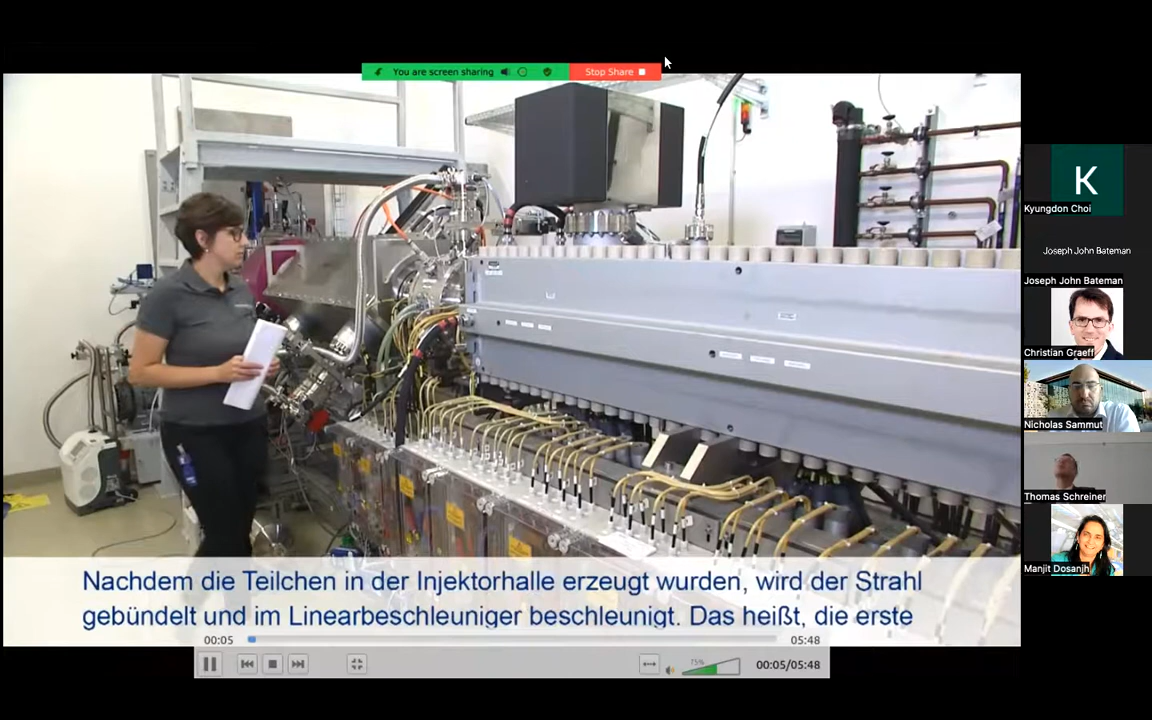 You are screen sharing
Stop Share
K
Kyungdon Choi
Joseph John Bateman
Joseph John Bateman
Christian Graeff
Nicholas Sammut
Thomas Schreiner
Manjit Dosanjh
Nachdem die Teilchen in der Injektorhalle erzeugt wurden, wird der Strahl
gebündelt und im Linearbeschleuniger beschleunigt. Das heißt, die erste
00:05
05:48
75%
00:05/05:48